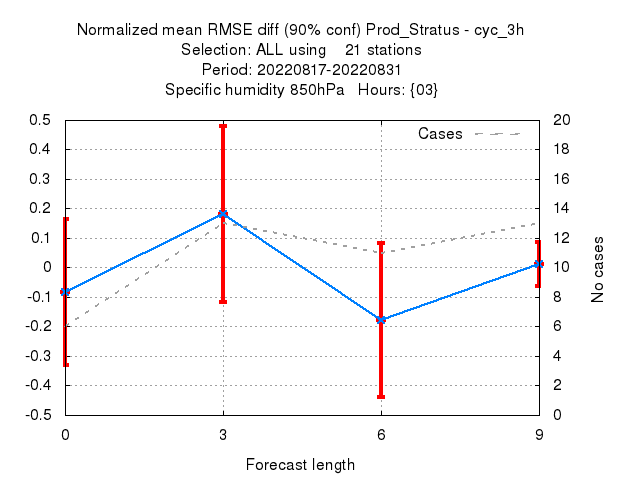 Normalized mean RMSE diff (90% conf) Prod_Stratus - cyc_3h
Selection: ALL using 21 stations
Period: 20220817-20220831
Specific humidity 850hPa Hours: {03}
Cases
0.5
0.4
0.3
0.2
0.1
0
-0.1
-0.2
-0.3
-0.4
-0.5
20
18
16
14
12
10
8
6
4
2
0
No cases
0 3 6 9
Forecast length